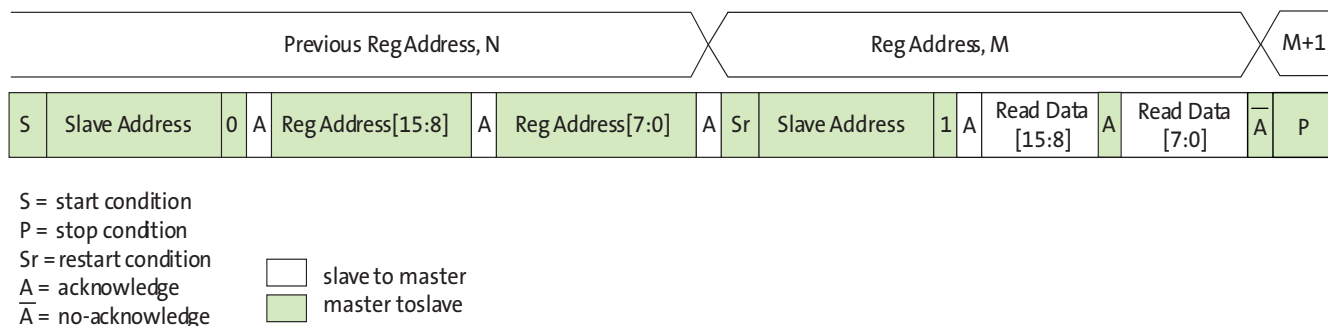 Previous Reg Address, N Reg Address, M M+1
S Slave Address 0 A Reg Address[15:8] A Reg Address[7:0] A Sr Slave Address 1 A Read Data [15:8] A Read Data [7:0] A̅ P
S = start condition
P = stop condition
Sr = restart condition
A = acknowledge
A̅ = no-acknowledge
slave to master
master toslave